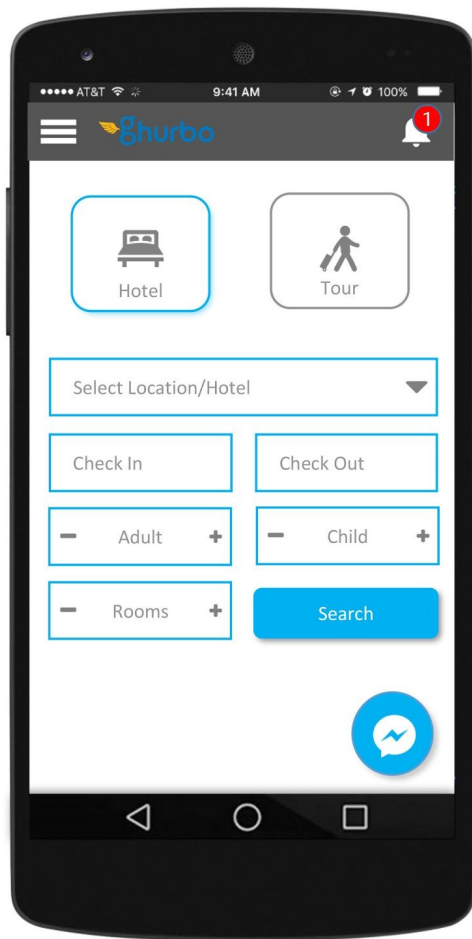 AT&T 9:41 AM 100%
ghurbo 1
Hotel Tour
Select Location/Hotel
Check In Check Out
− Adult + − Child +
− Rooms + Search